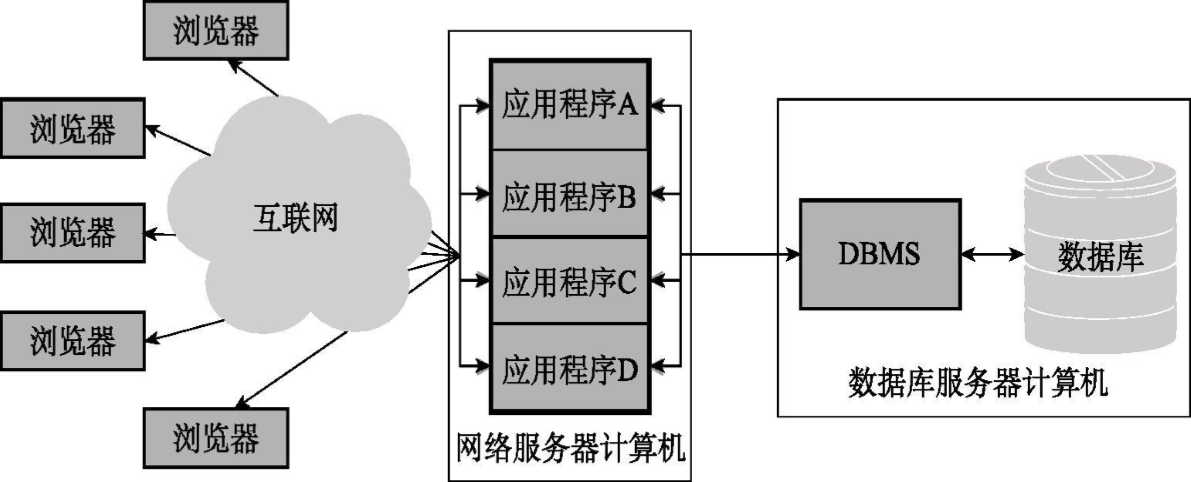 浏览器
浏览器
浏览器
浏览器
浏览器
互联网
应用程序A
应用程序B
应用程序C
应用程序D
网络服务器计算机
DBMS
数据库
数据库服务器计算机